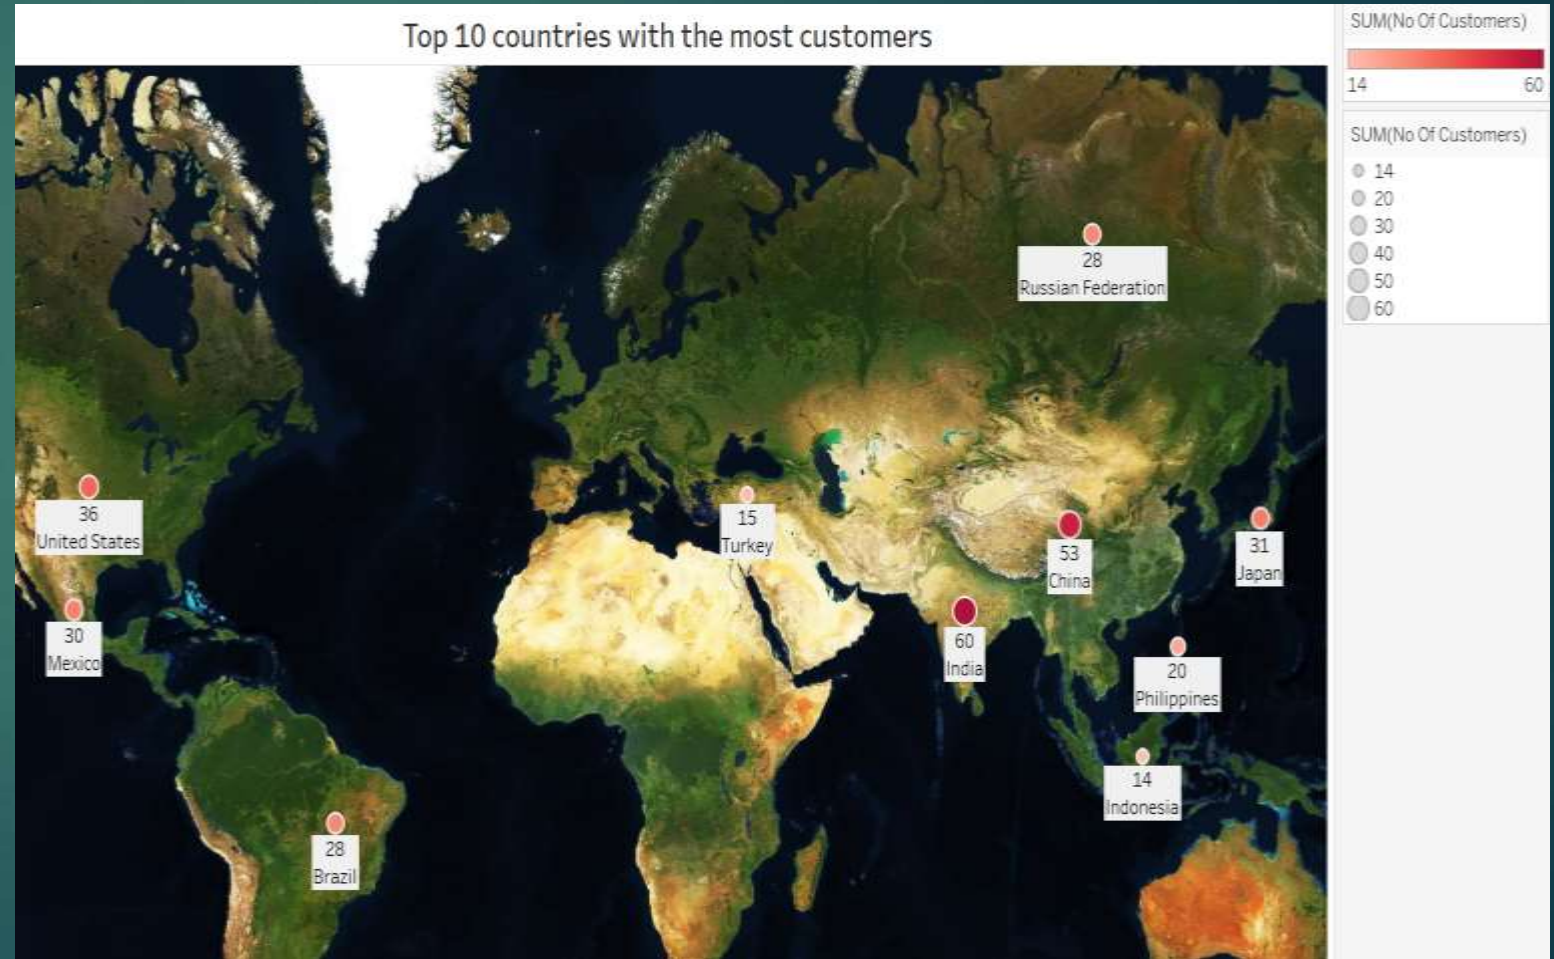 Top 10 countries with the most customers
SUM(No Of Customers)
14 60
SUM(No Of Customers)
14
20
30
40
50
60
28
Russian Federation
36
United States
15
Turkey
53
China
31
Japan
30
Mexico
60
India
20
Philippines
14
Indonesia
28
Brazil